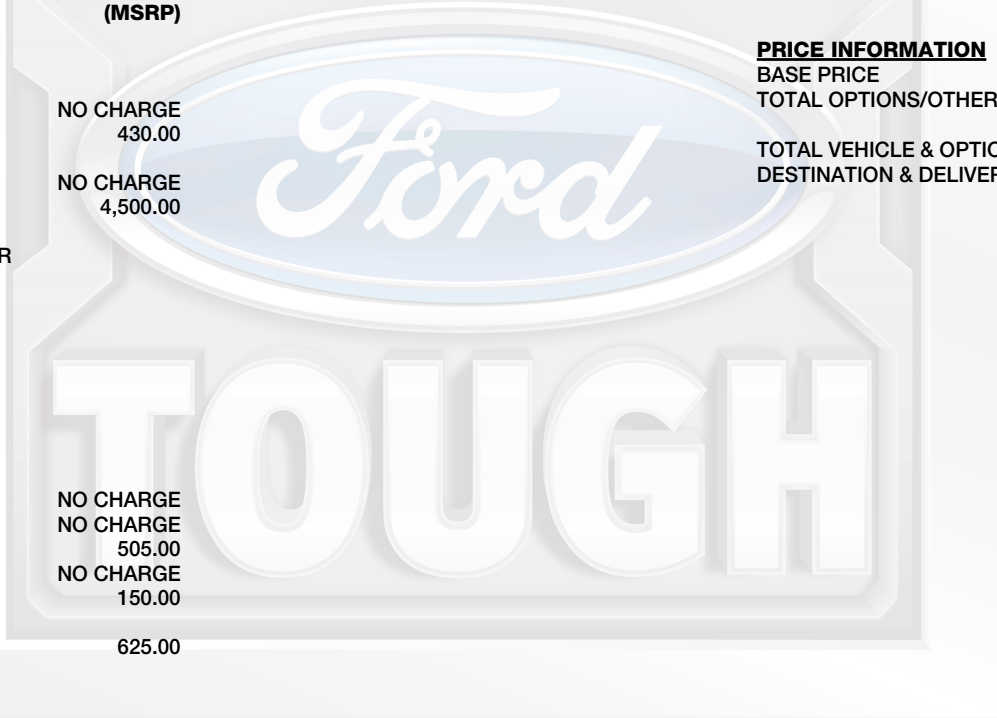 (MSRP)
NO CHARGE
430.00
NO CHARGE
4,500.00
R
NO CHARGE
NO CHARGE
505.00
NO CHARGE
150.00
625.00
PRICE INFORMATION
BASE PRICE
TOTAL OPTIONS/OTHER
TOTAL VEHICLE & OPTIO
DESTINATION & DELIVER
Ford
TOUGH